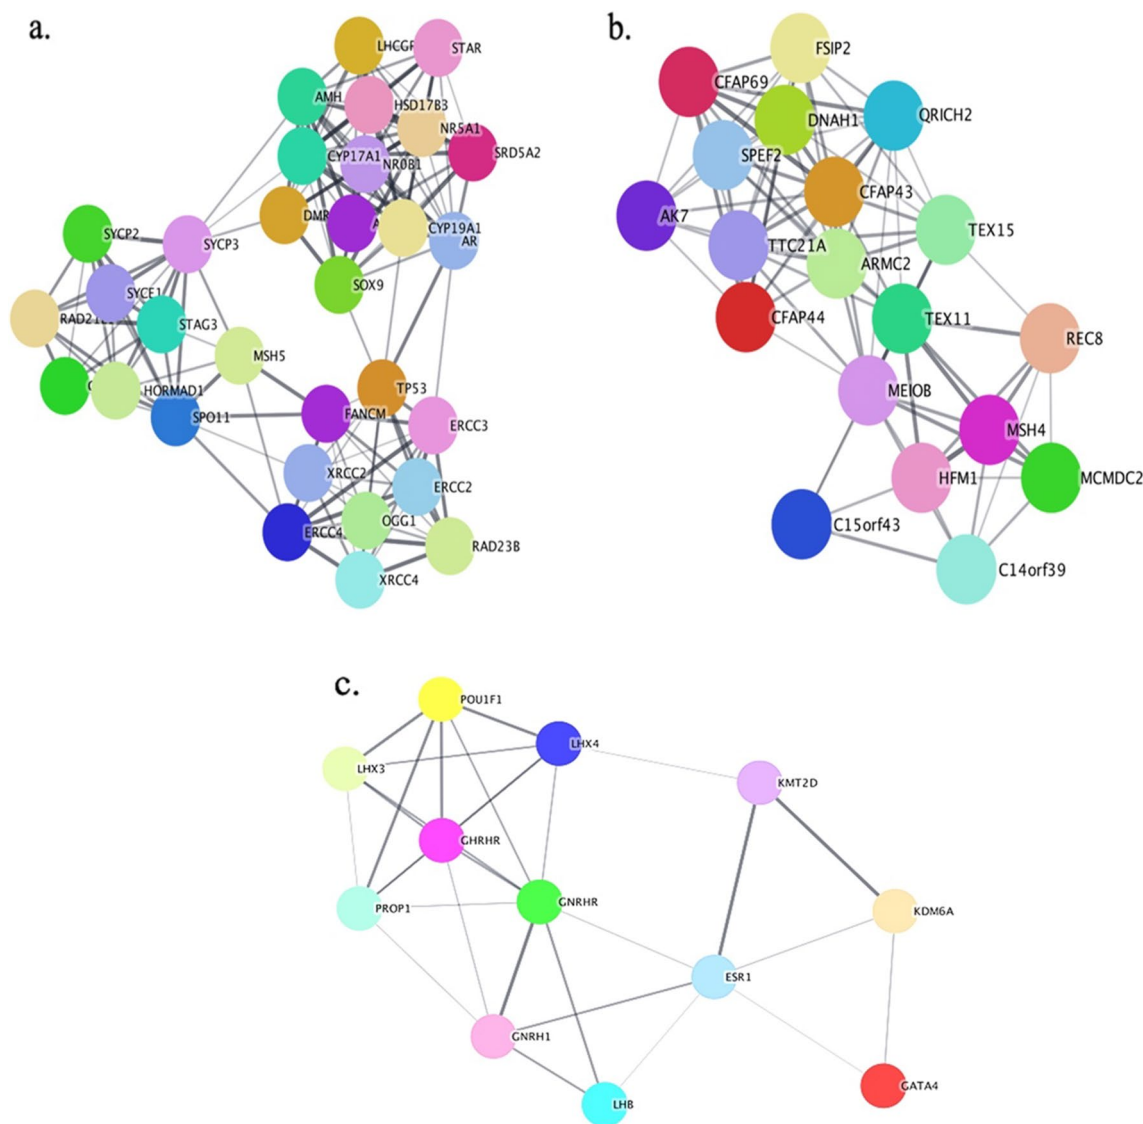 a.
LHCGF
STAR
AMH
HSD17B3
NR5A1
CYP17A1
NR0B1
SRD5A2
DMR
A
CYP19A1
AR
SYCP2
SYCP3
SYCE1
SOX9
RAD21
STAG3
MSH5
HORMAD1
SPO11
TP53
FANCM
ERCC3
XRCC2
ERCC2
OGG1
ERCC4
RAD23B
XRCC4
b.
FSIP2
CFAP69
DNAH1
QRICH2
SPEF2
CFAP43
AK7
TTC21A
TEX15
ARMC2
CFAP44
TEX11
REC8
MEIOB
MSH4
HFM1
MCMDC2
C15orf43
C14orf39
c.
POU1F1
LHX4
LHX3
KMT2D
GHRHR
PROP1
GNRHR
KDM6A
ESR1
GNRH1
GATA4
LHB